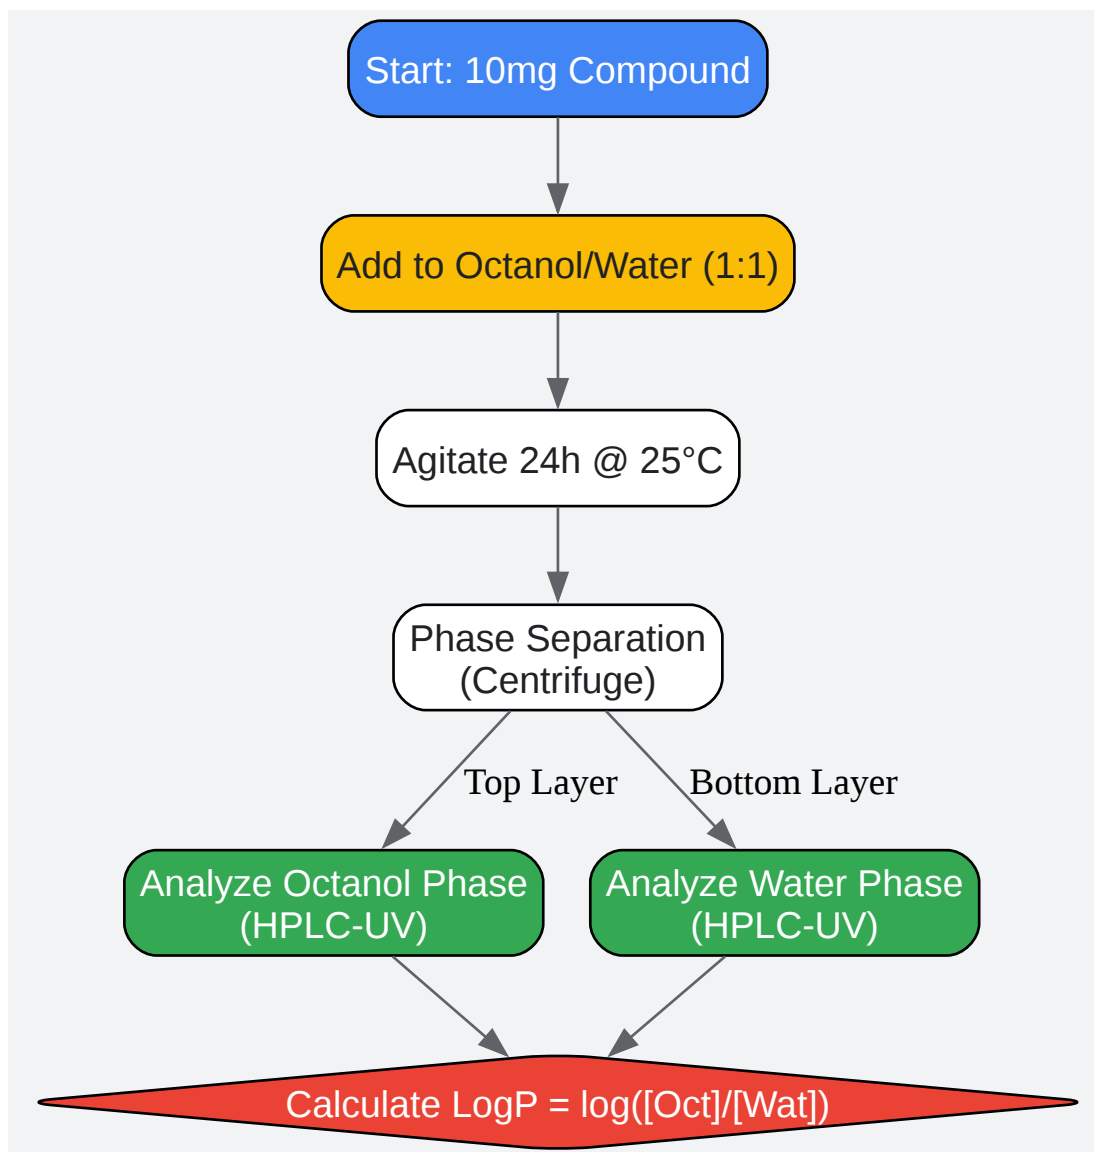 Start: 10mg Compound
Add to Octanol/Water (1:1)
Agitate 24h @ 25°C
Phase Separation
(Centrifuge)
Top Layer
Bottom Layer
Analyze Octanol Phase
(HPLC-UV)
Analyze Water Phase
(HPLC-UV)
Calculate LogP = log([Oct]/[Wat])